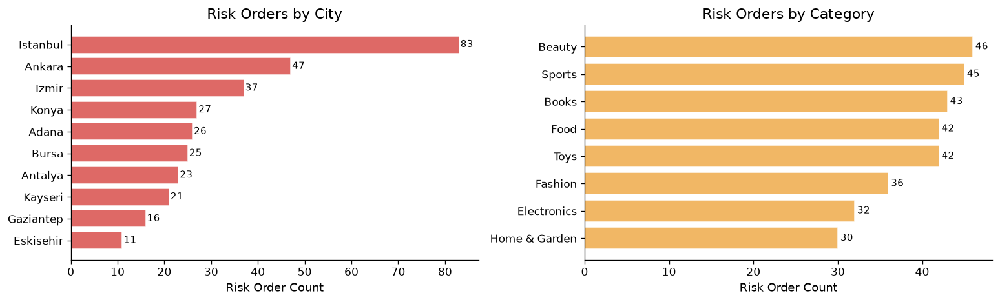 Risk Orders by City
Istanbul 83
Ankara 47
Izmir 37
Konya 27
Adana 26
Bursa 25
Antalya 23
Kayseri 21
Gaziantep 16
Eskisehir 11
0 10 20 30 40 50 60 70 80
Risk Order Count
Risk Orders by Category
Beauty 46
Sports 45
Books 43
Food 42
Toys 42
Fashion 36
Electronics 32
Home & Garden 30
0 10 20 30 40
Risk Order Count